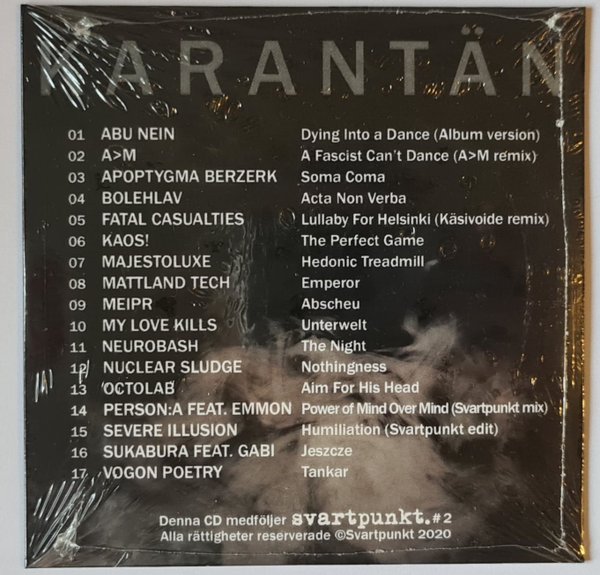 KARANTÄN
01 ABU NEIN Dying Into a Dance (Album version)
02 A>M A Fascist Can't Dance (A>M remix)
03 APOPTYGMA BERZERK Soma Coma
04 BOLEHLAV Acta Non Verba
05 FATAL CASUALTIES Lullaby For Helsinki (Käsivoide remix)
06 KAOS! The Perfect Game
07 MAJESTOLUXE Hedonic Treadmill
08 MATTLAND TECH Emperor
09 MEIPR Abscheu
10 MY LOVE KILLS Unterwelt
11 NEUROBASH The Night
12 NUCLEAR SLUDGE Nothingness
13 OCTOLAB Aim For His Head
14 PERSON:A FEAT. EMMON Power of Mind Over Mind (Svartpunkt mix)
15 SEVERE ILLUSION Humiliation (Svartpunkt edit)
16 SUKABURA FEAT. GABI Jeszcze
17 VOGON POETRY Tankar
Denna CD medföljer svartpunkt.#2
Alla rättigheter reserverade ©Svartpunkt 2020